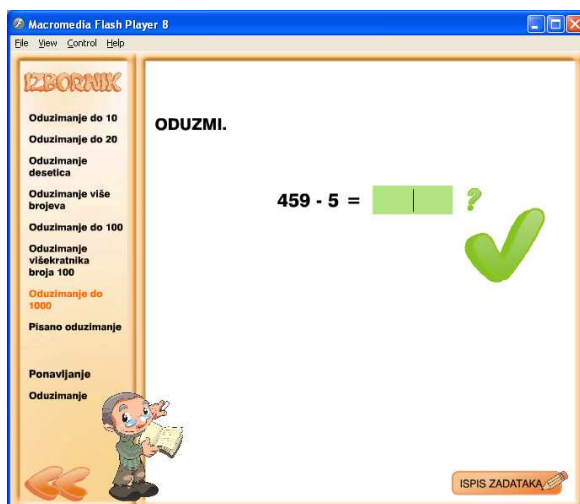 Macromedia Flash Player 8
File View Control Help
IZBORNIK
Oduzimanje do 10
Oduzimanje do 20
Oduzimanje
desetica
Oduzimanje više
brojeva
Oduzimanje do 100
Oduzimanje
višekratnika
broja 100
Oduzimanje do
1000
Pisano oduzimanje
Ponavljanje
Oduzimanje
ODUZMI.
459 - 5 = ?
ISPIS ZADATAKA